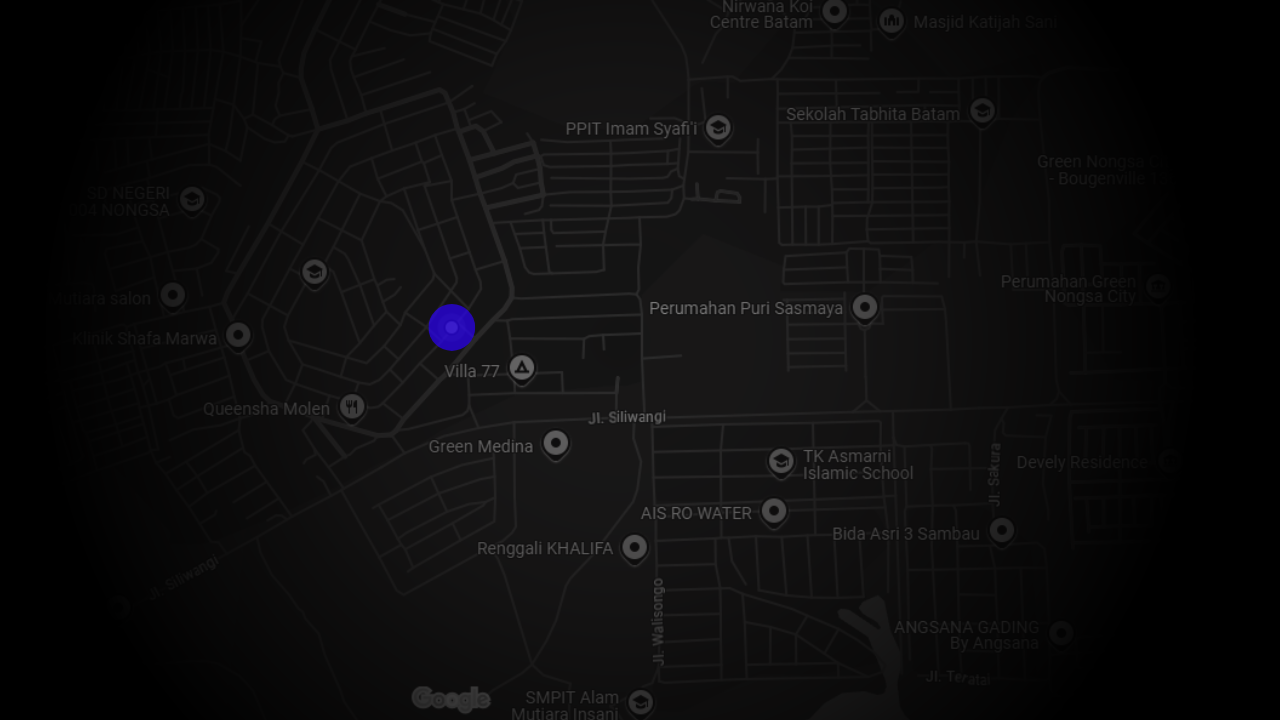 Nirwana Koi
Centre Batam
Masjid Katijah Sani
Sekolah Tabhita Batam
PPIT Imam Syafi'i
Green Nongsa
- Bougenville
SD NEGERI
004 NONGSA
Perumahan Green
Nongsa City
Mutiara salon
Perumahan Puri Sasmaya
Klinik Shafa Marwa
Villa 77
Queensha Molen
Jl. Siliwangi
Green Medina
TK Asmarni
Islamic School
Jl. Sakura
Devely Residence
AIS RO WATER
Bida Asri 3 Sambau
Renggali KHALIFA
Jl. Siliwangi
Jl. Walisongo
ANGSANA GADING
By Angsana
Jl. Teratai
Google
SMPIT Alam
Mutiara Insani